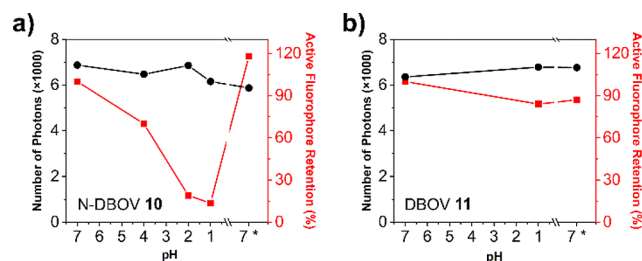 a)
Number of Photons (×1000)
8
6
4
2
0
N-DBOV 10
7 6 5 4 3 2 1 7 *
pH
120
90
60
30
0
Active Fluorophore Retention (%)
b)
Number of Photons (×1000)
8
6
4
2
0
DBOV 11
7 6 5 4 3 2 1 7 *
pH
120
90
60
30
0
Active Fluorophore Retention (%)